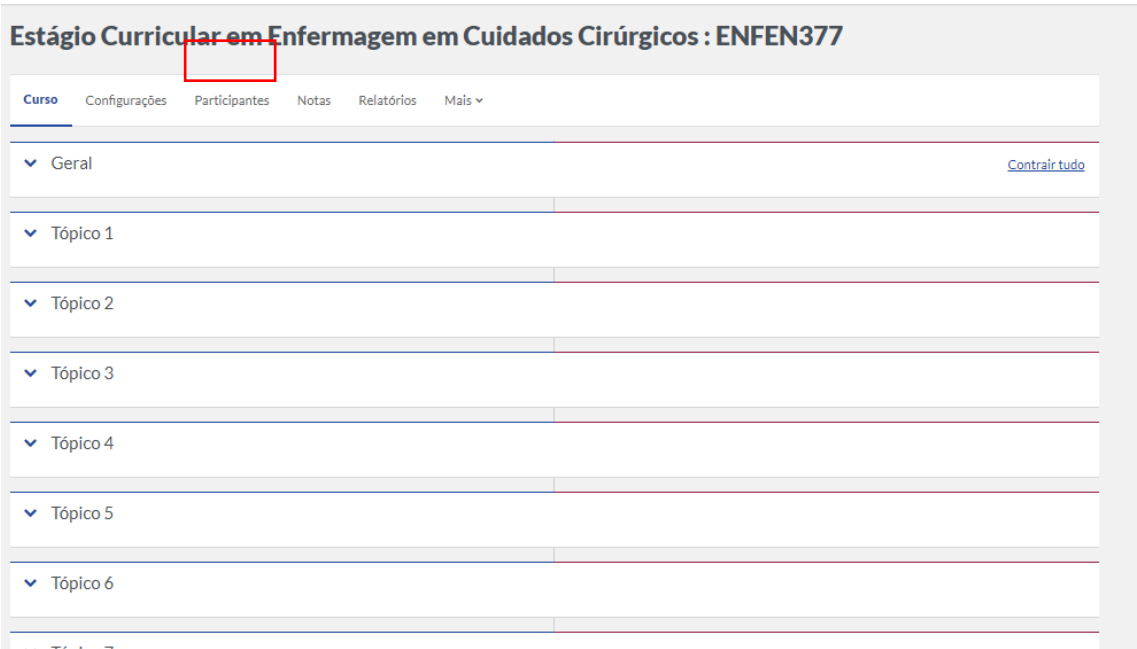 Estágio Curricular em Enfermagem em Cuidados Cirúrgicos : ENFEN377
Curso Configurações Participantes Notas Relatórios Mais
Geral Contrair tudo
Tópico 1
Tópico 2
Tópico 3
Tópico 4
Tópico 5
Tópico 6